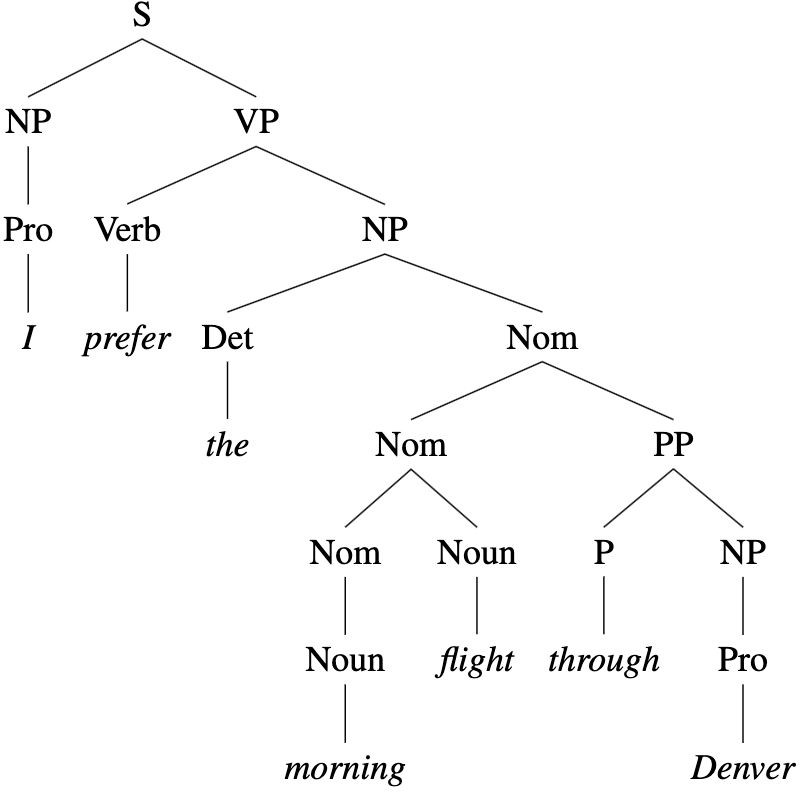 S
NP VP
Pro Verb NP
I prefer Det Nom
the Nom PP
Nom Noun P NP
Noun flight through Pro
morning Denver